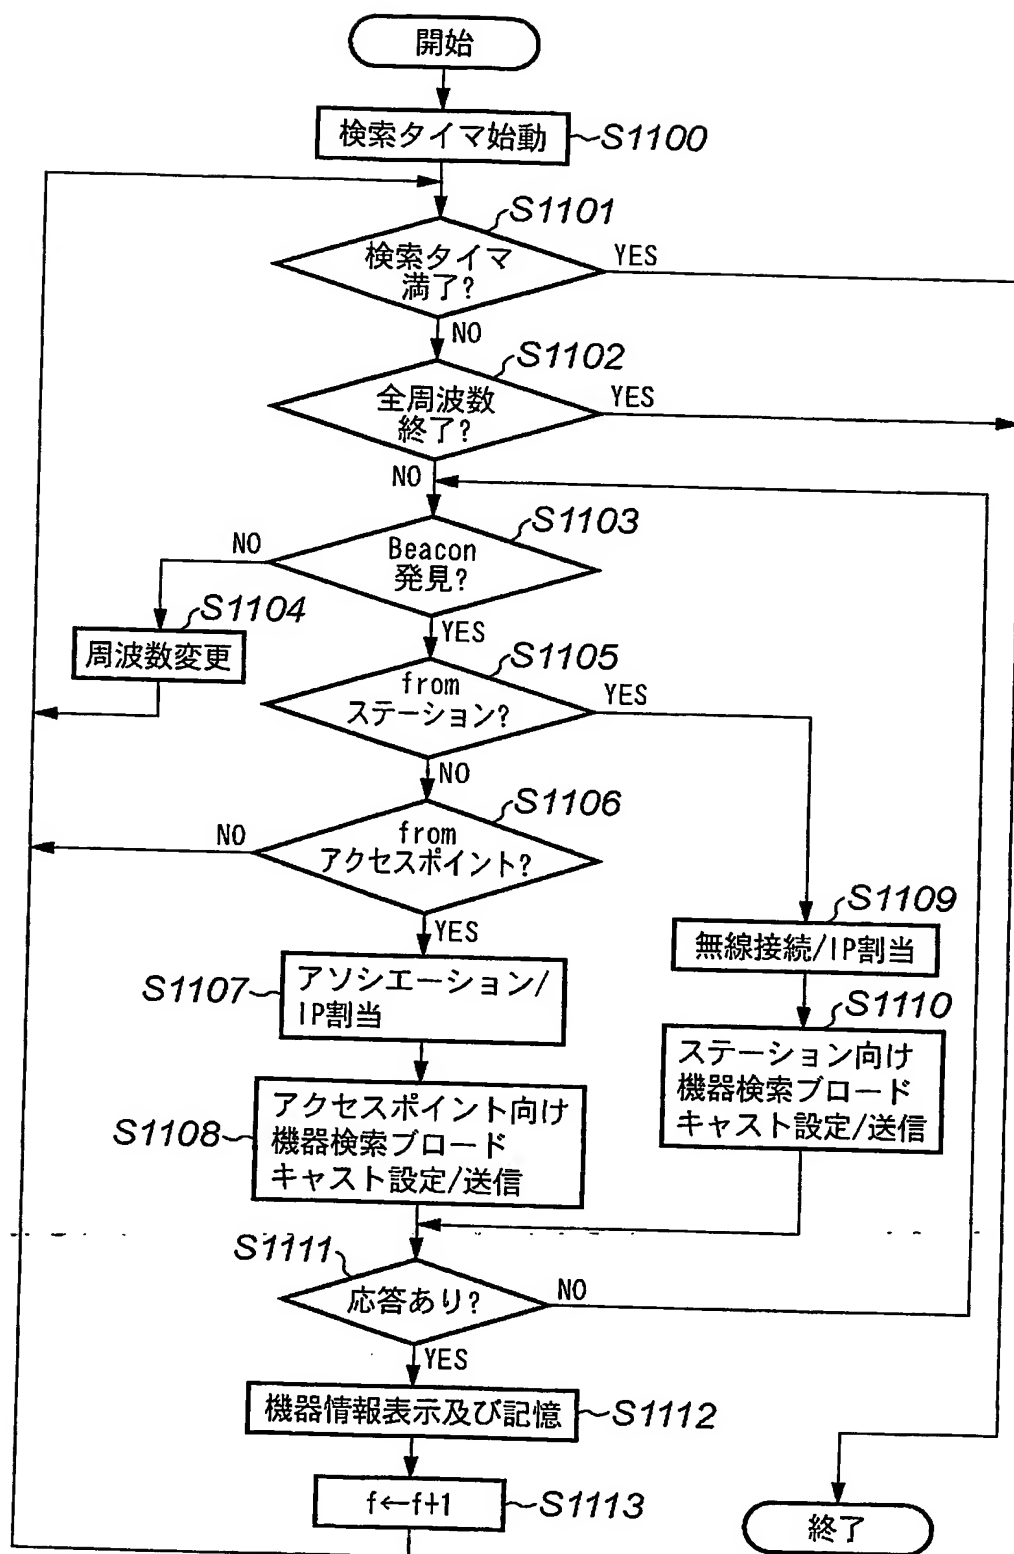 開始
検索タイマ始動
S1100
S1101
検索タイマ
満了?
YES
NO
S1102
全周波数
終了?
YES
NO
S1103
Beacon
発見?
NO
YES
S1104
周波数変更
S1105
from
ステーション?
YES
NO
S1106
from
アクセスポイント?
NO
YES
S1107
アソシエーション/
IP割当
S1109
無線接続/IP割当
S1110
ステーション向け
機器検索ブロード
キャスト設定/送信
S1108
アクセスポイント向け
機器検索ブロード
キャスト設定/送信
S1111
応答あり?
NO
YES
機器情報表示及び記憶
S1112
f←f+1
S1113
終了